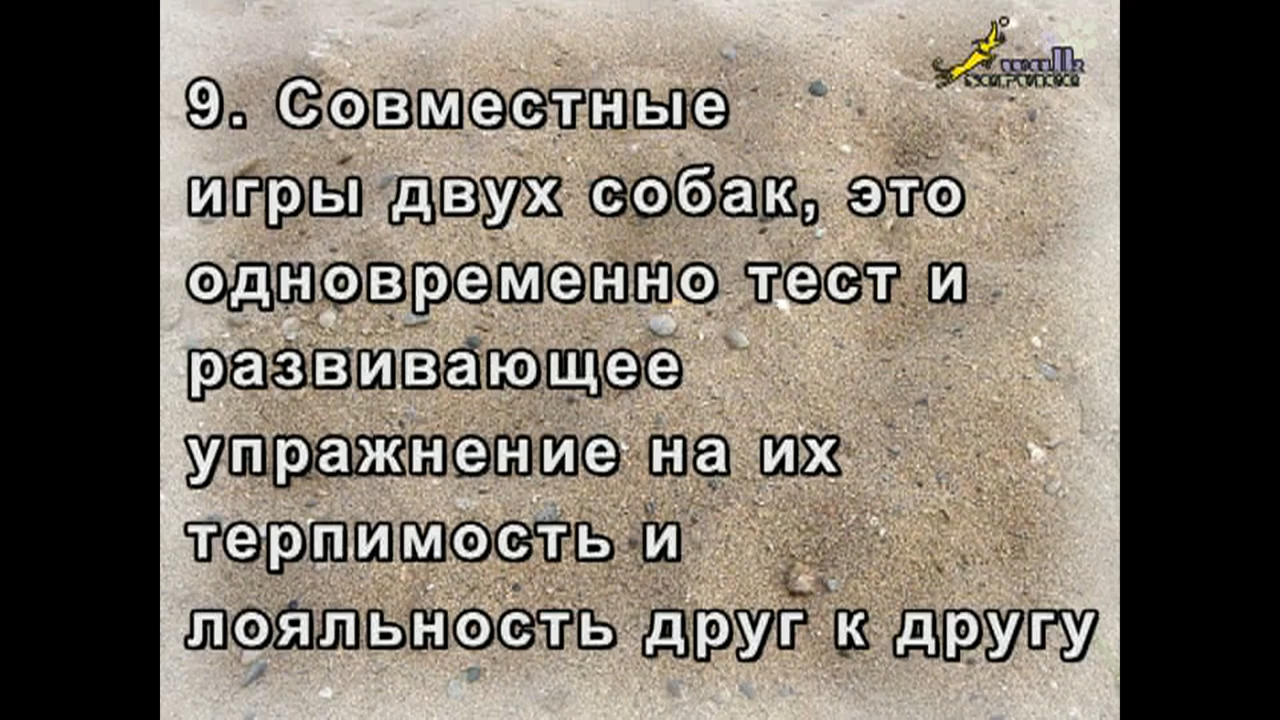 9. Совместные
игры двух собак, это
одновременно тест и
развивающее
упражнение на их
терпимость и
лояльность друг к другу